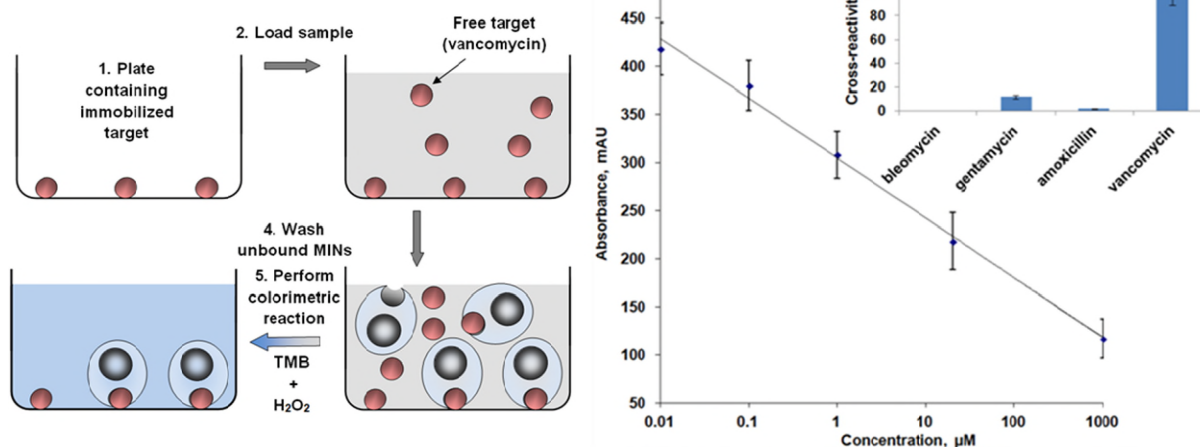 1. Plate
containing
immobilized
target
2. Load sample
Free target
(vancomycin)
4. Wash
unbound MINs
5. Perform
colorimetric
reaction
TMB
+
H₂O₂
Absorbance, mAU
450
400
350
300
250
200
150
100
50
0.01
0.1
1
10
100
1000
Concentration, µM
80
60
40
20
0
bleomycin
gentamycin
amoxicillin
vancomycin